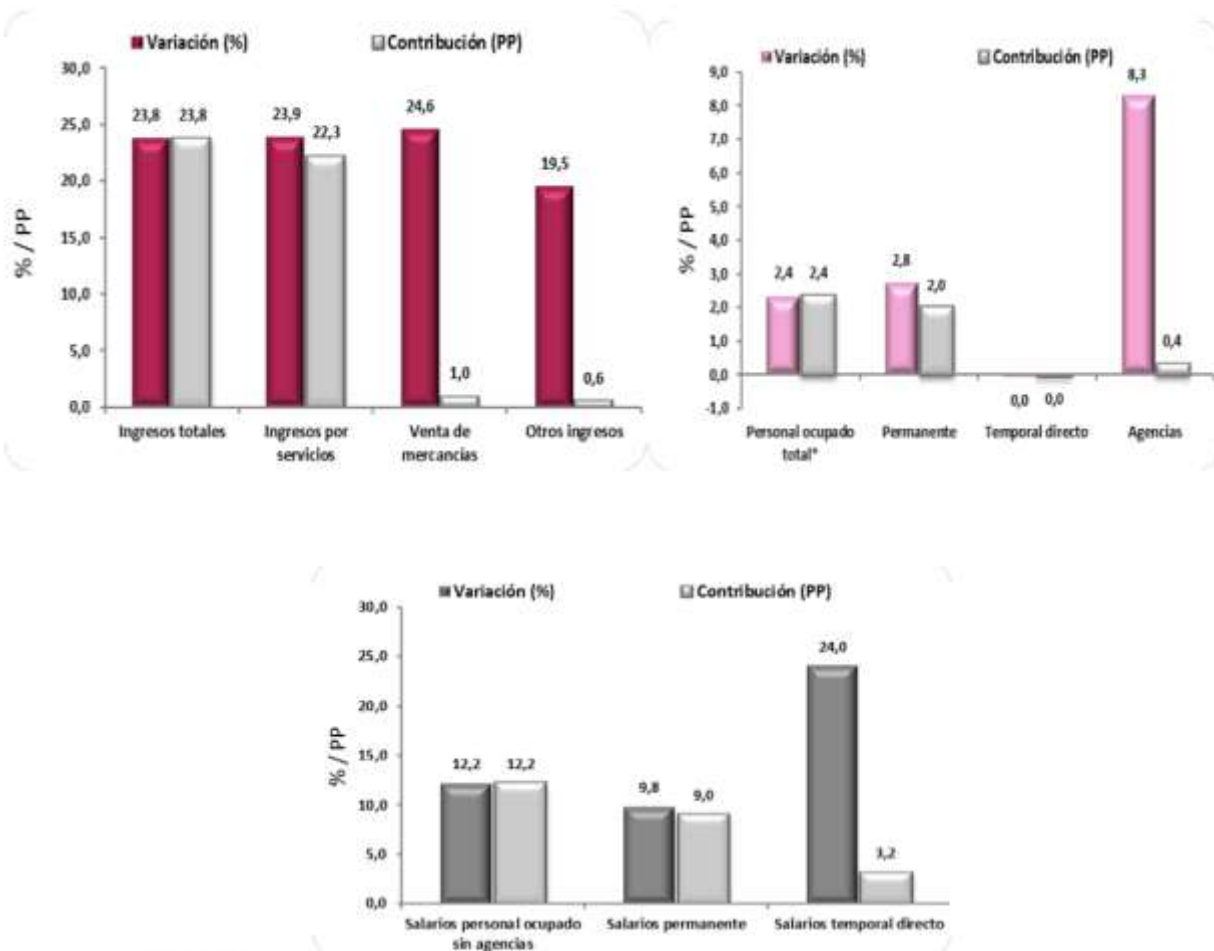 Variación (%) Contribución (PP)
30,0
25,0
20,0
15,0
10,0
5,0
0,0
% / PP
23,8 23,8 23,9 22,3 24,6 1,0 19,5 0,6
Ingresos totales Ingresos por Venta de Otros ingresos
servicios mercancías
Variación (%) Contribución (PP)
9,0
8,0
7,0
6,0
5,0
4,0
3,0
2,0
1,0
0,0
-1,0
% / PP
2,4 2,4 2,8 2,0 0,0 0,0 8,3 0,4
Personal ocupado Permanente Temporal directo Agencias
total*
Variación (%) Contribución (PP)
30,0
25,0
20,0
15,0
10,0
5,0
0,0
% / PP
12,2 12,2 9,8 9,0 24,0 3,2
Salarios personal ocupado Salarios permanente Salarios temporal directo
sin agencias